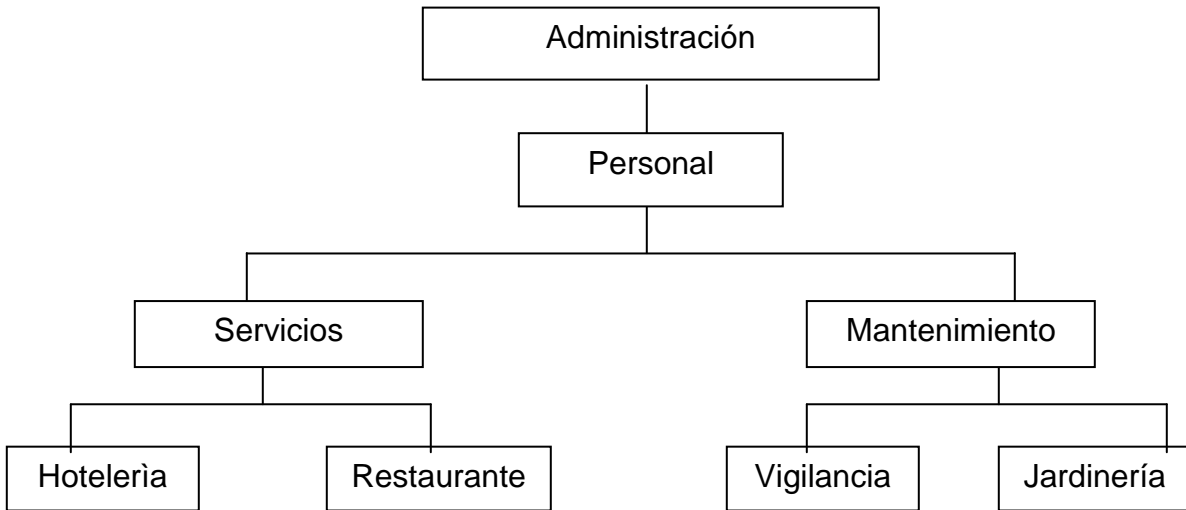 Administración
Personal
Servicios
Mantenimiento
Hotelerìa
Restaurante
Vigilancia
Jardinería